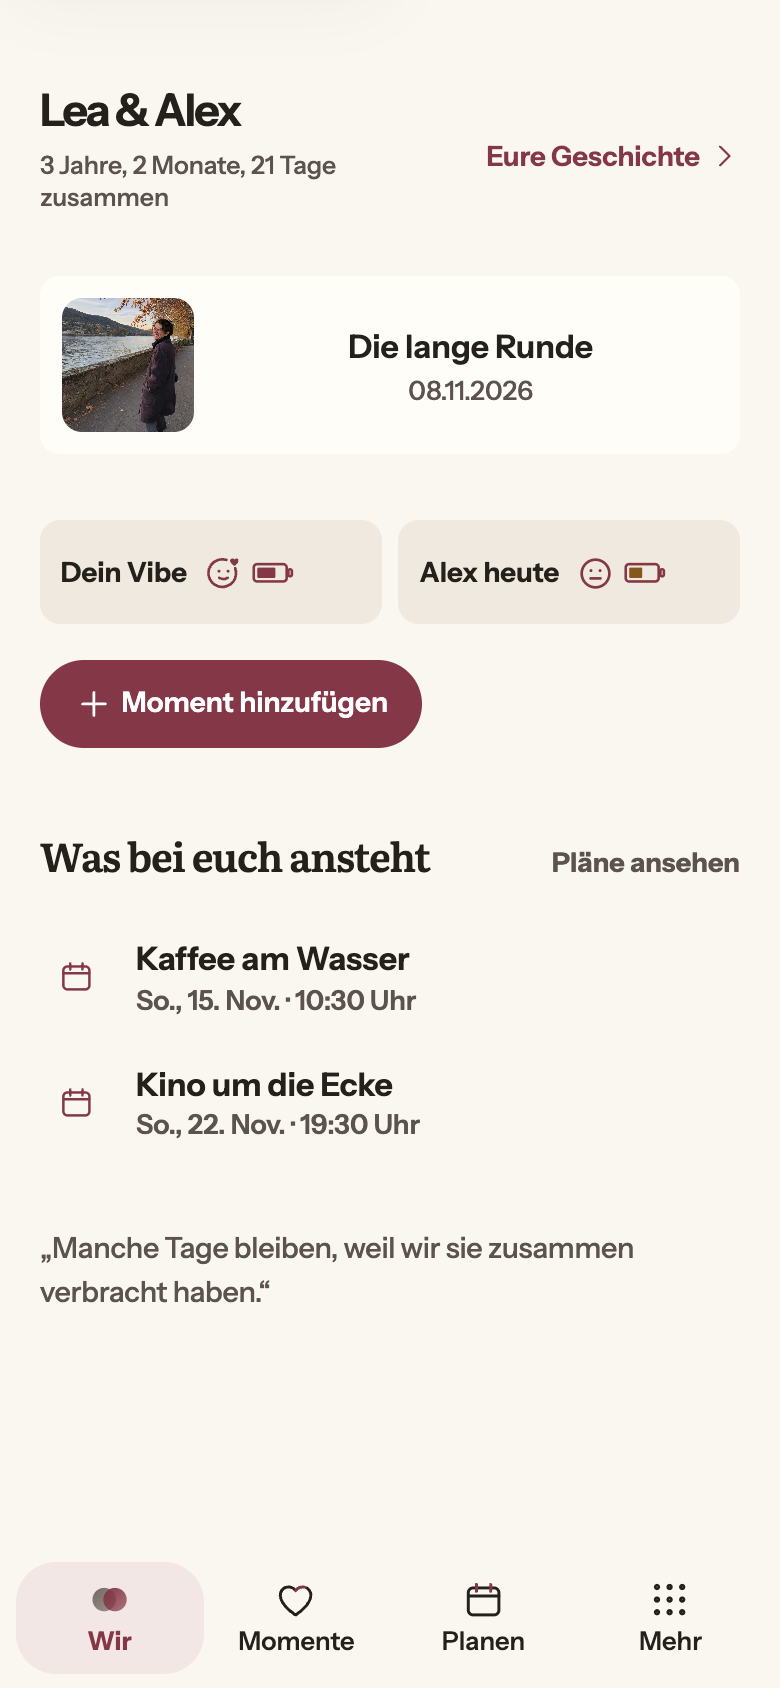 Lea & Alex
3 Jahre, 2 Monate, 21 Tage
zusammen
Eure Geschichte
Die lange Runde
08.11.2026
Dein Vibe
Alex heute
Moment hinzufügen
Was bei euch ansteht
Pläne ansehen
Kaffee am Wasser
So., 15. Nov. · 10:30 Uhr
Kino um die Ecke
So., 22. Nov. · 19:30 Uhr
„Manche Tage bleiben, weil wir sie zusammen
verbracht haben.“
Wir
Momente
Planen
Mehr